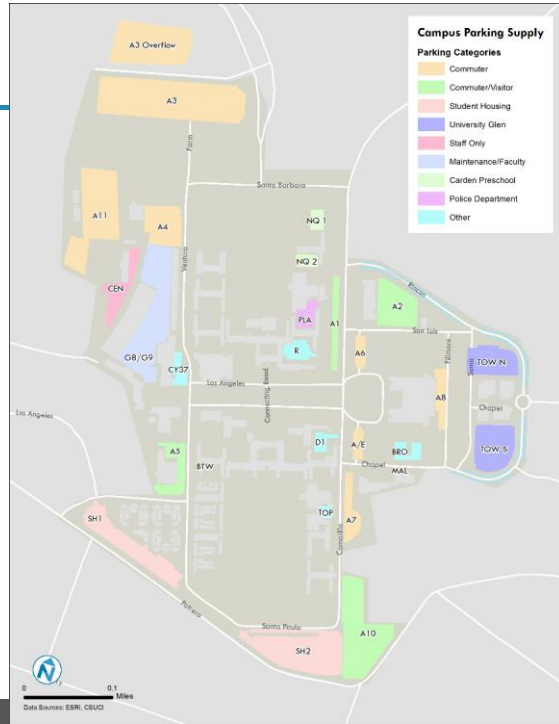 Campus Parking Supply
Parking Categories
Commuter
Commuter/Visitor
Student Housing
University Glen
Staff Only
Maintenance/Faculty
Carden Preschool
Police Department
Other
A3 Overflow
A3
Farm
Santa Barbara
A11
A4
NQ 1
Ventura
NQ 2
CEN
Rincon
A2
PLA
A1
San Luis
G8/G9
R
A6
Fillmore
Somis
TOW N
CY37
Los Angeles
Connecting Road
A8
Chapel
Los Angeles
A5
BTW
D1
A/E
BRO
TOW S
Chapel
MAL
SH1
TOP
A7
Camarillo
Potrero
Santa Paula
SH2
A10
N
0
0.1
Miles
Data Sources: ESRI, CSUCI